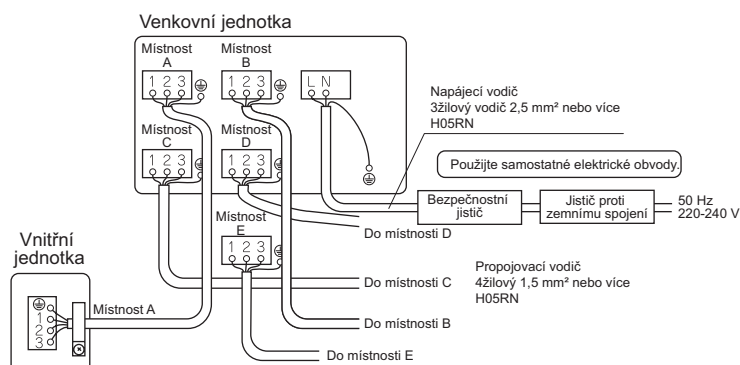 Venkovní jednotka
Místnost
A
1 2 3
Místnost
B
1 2 3
L N
Místnost
C
1 2 3
Místnost
D
1 2 3
Místnost
E
1 2 3
Napájecí vodič
3žilový vodič 2,5 mm² nebo více
H05RN
Použijte samostatné elektrické obvody.
Bezpečnostní
jistič
Jistič proti
zemnímu spojení
50 Hz
220-240 V
Do místnosti D
Do místnosti C
Propojovací vodič
4žilový 1,5 mm² nebo více
H05RN
Do místnosti B
Do místnosti E
Vnitřní
jednotka
Místnost A
1
2
3